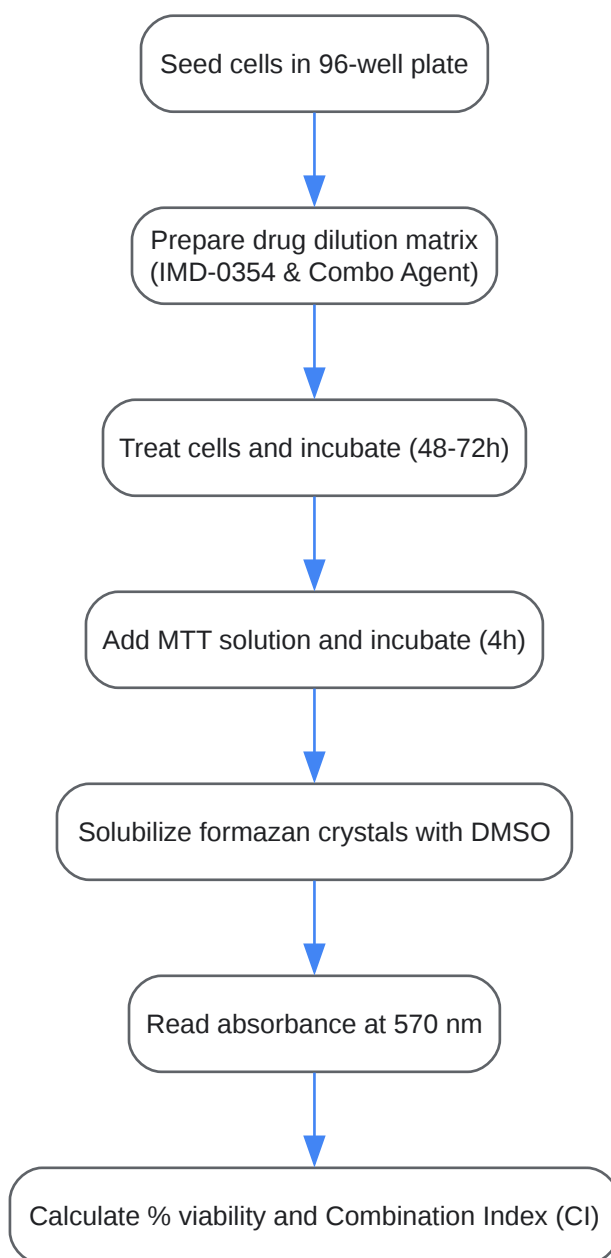 Seed cells in 96-well plate
Prepare drug dilution matrix
(IMD-0354 & Combo Agent)
Treat cells and incubate (48-72h)
Add MTT solution and incubate (4h)
Solubilize formazan crystals with DMSO
Read absorbance at 570 nm
Calculate % viability and Combination Index (CI)